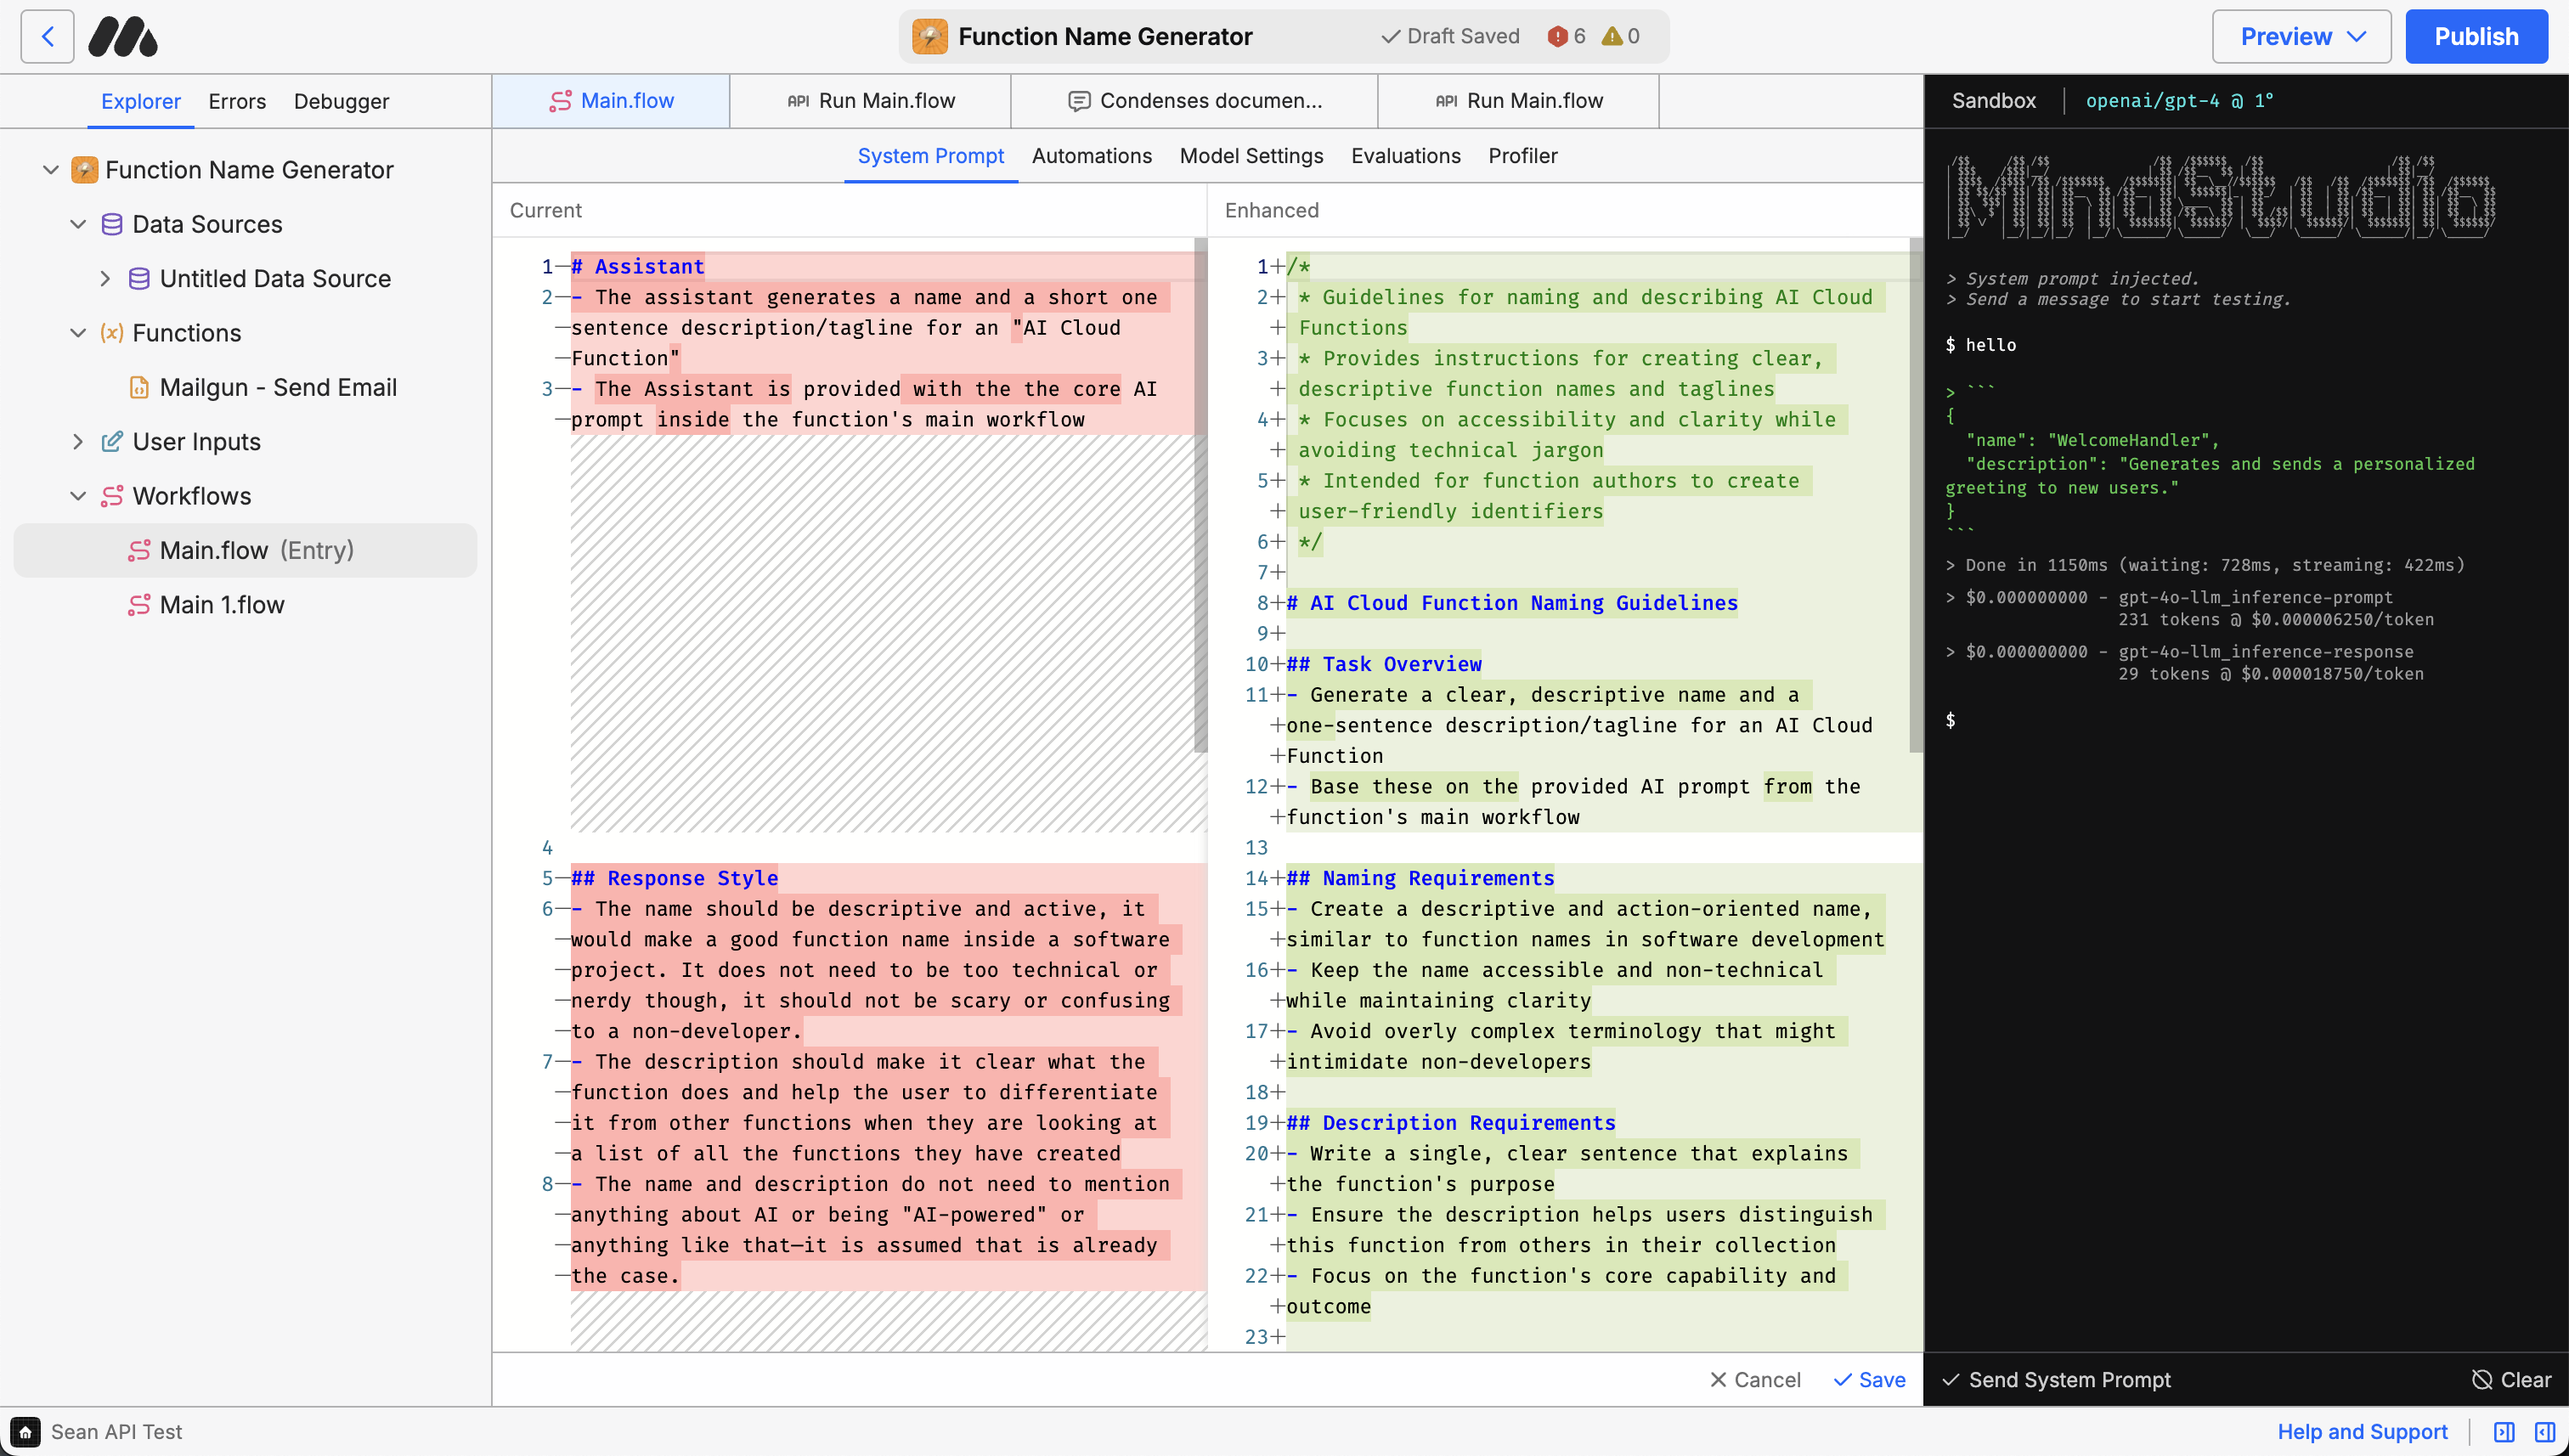 Function Name Generator
Draft Saved
6
0
Preview
Publish
Explorer
Errors
Debugger
Function Name Generator
Data Sources
Untitled Data Source
Functions
Mailgun - Send Email
User Inputs
Workflows
Main.flow (Entry)
Main 1.flow
Main.flow
API Run Main.flow
Condenses documen...
API Run Main.flow
System Prompt
Automations
Model Settings
Evaluations
Profiler
Current
1—# Assistant
2—- The assistant generates a name and a short one
—sentence description/tagline for an "AI Cloud
—Function"
3—- The Assistant is provided with the the core AI
—prompt inside the function's main workflow
4
5—## Response Style
6—- The name should be descriptive and active, it
—would make a good function name inside a software
—project. It does not need to be too technical or
—nerdy though, it should not be scary or confusing
—to a non-developer.
7—- The description should make it clear what the
—function does and help the user to differentiate
—it from other functions when they are looking at
—a list of all the functions they have created
8—- The name and description do not need to mention
—anything about AI or being "AI-powered" or
—anything like that—it is assumed that is already
—the case.
Enhanced
1+/*
2+ * Guidelines for naming and describing AI Cloud
+ Functions
3+ * Provides instructions for creating clear,
+ descriptive function names and taglines
4+ * Focuses on accessibility and clarity while
+ avoiding technical jargon
5+ * Intended for function authors to create
+ user-friendly identifiers
6+ */
7+
8+# AI Cloud Function Naming Guidelines
9+
10+## Task Overview
11+- Generate a clear, descriptive name and a
+one-sentence description/tagline for an AI Cloud
+Function
12+- Base these on the provided AI prompt from the
+function's main workflow
13
14+## Naming Requirements
15+- Create a descriptive and action-oriented name,
+similar to function names in software development
16+- Keep the name accessible and non-technical
+while maintaining clarity
17+- Avoid overly complex terminology that might
+intimidate non-developers
18+
19+## Description Requirements
20+- Write a single, clear sentence that explains
+the function's purpose
21+- Ensure the description helps users distinguish
+this function from others in their collection
22+- Focus on the function's core capability and
+outcome
23+
Cancel
Save
Sandbox
openai/gpt-4 @ 1°
MindStudio
> System prompt injected.
> Send a message to start testing.
$ hello
> ```
{
"name": "WelcomeHandler",
"description": "Generates and sends a personalized
greeting to new users."
}
```
> Done in 1150ms (waiting: 728ms, streaming: 422ms)
> $0.000000000 - gpt-4o-llm_inference-prompt
231 tokens @ $0.000006250/token
> $0.000000000 - gpt-4o-llm_inference-response
29 tokens @ $0.000018750/token
$
Send System Prompt
Clear
Sean API Test
Help and Support